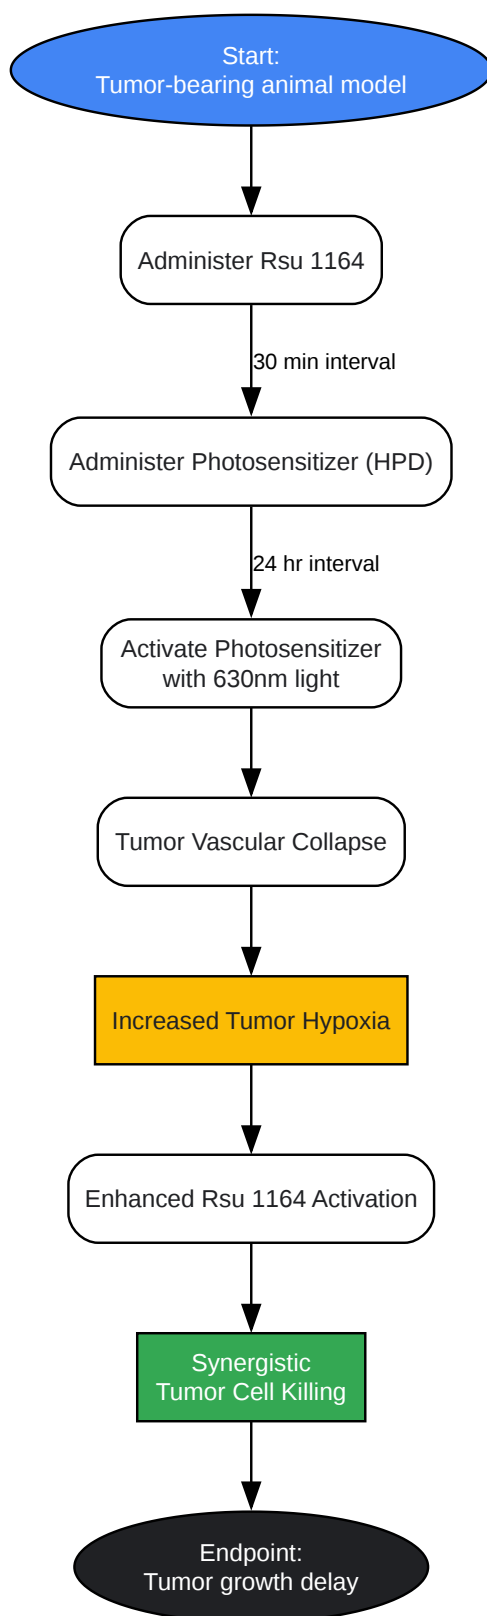 Start:
Tumor-bearing animal model
Administer Rsu 1164
30 min interval
Administer Photosensitizer (HPD)
24 hr interval
Activate Photosensitizer
with 630nm light
Tumor Vascular Collapse
Increased Tumor Hypoxia
Enhanced Rsu 1164 Activation
Synergistic
Tumor Cell Killing
Endpoint:
Tumor growth delay